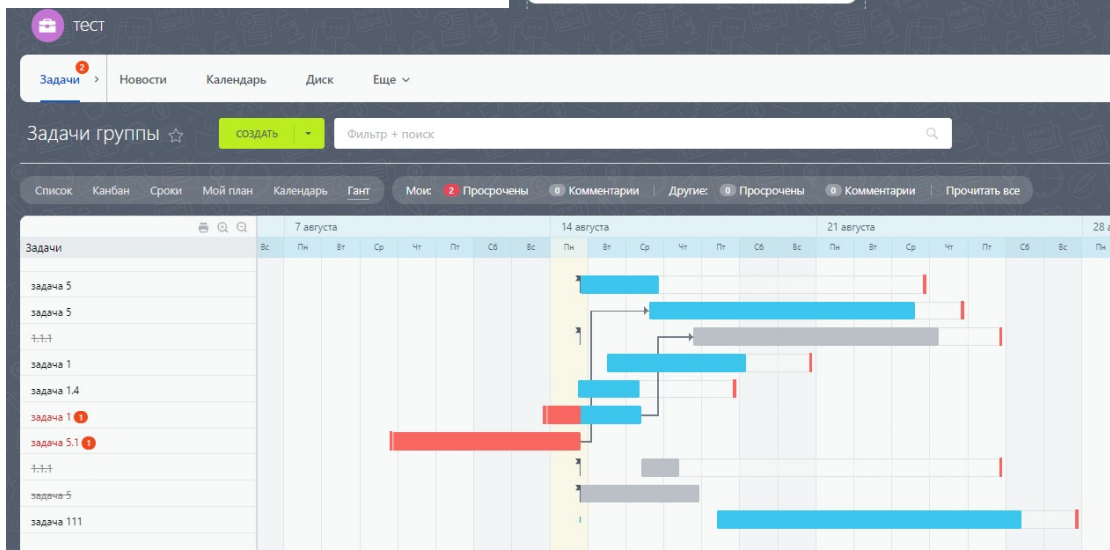 тест
Задачи 2 > Новости Календарь Диск Еще
Задачи группы СОЗДАТЬ Фильтр + поиск
Список Канбан Сроки Мой план Календарь Гант Мои: 2 Просрочены 0 Комментарии Другие: 0 Просрочены 0 Комментарии Прочитать все
7 августа 14 августа 21 августа 28 а
Задачи Вс Пн Вт Ср Чт Пт Сб Вс Пн Вт Ср Чт Пт Сб Вс Пн Вт Ср Чт Пт Сб Вс Пн
задача 5
задача 5
1.1.1
задача 1
задача 1.4
задача 1 1
задача 5.1 1
1.1.1
задача 5
задача 111